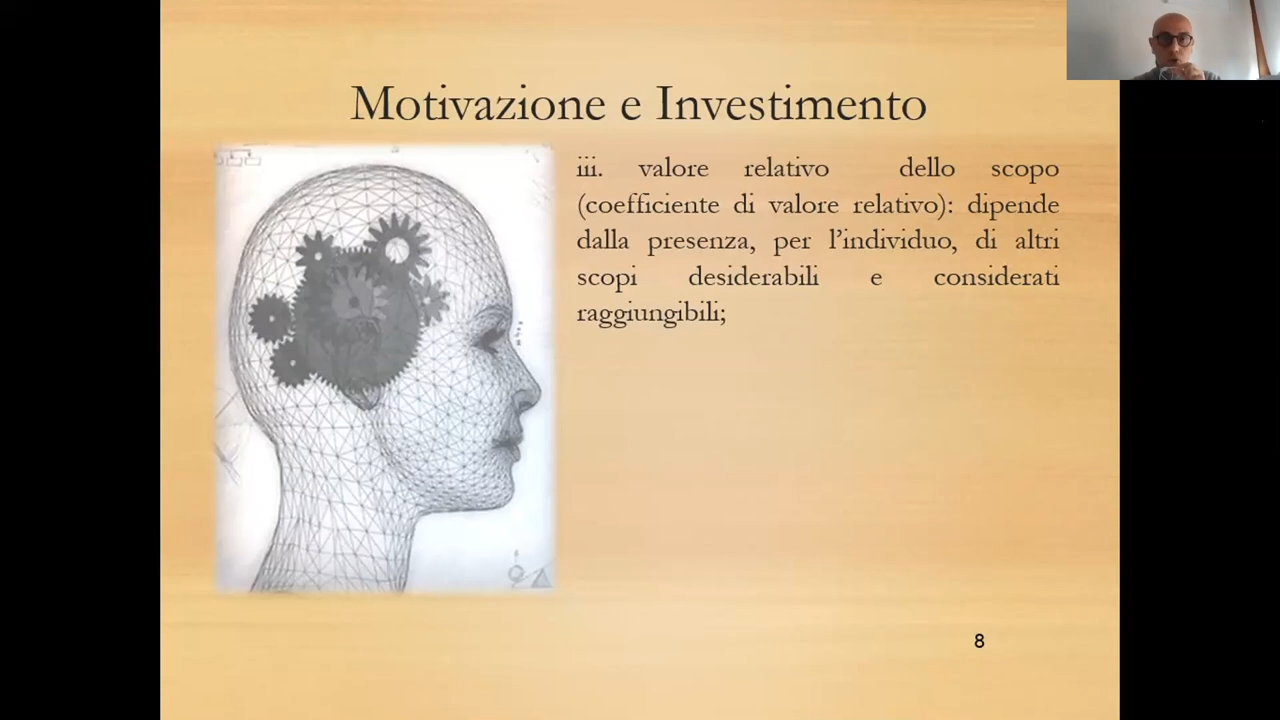 Motivazione e Investimento
iii. valore relativo dello scopo
(coefficiente di valore relativo): dipende
dalla presenza, per l’individuo, di altri
scopi desiderabili e considerati
raggiungibili;
8